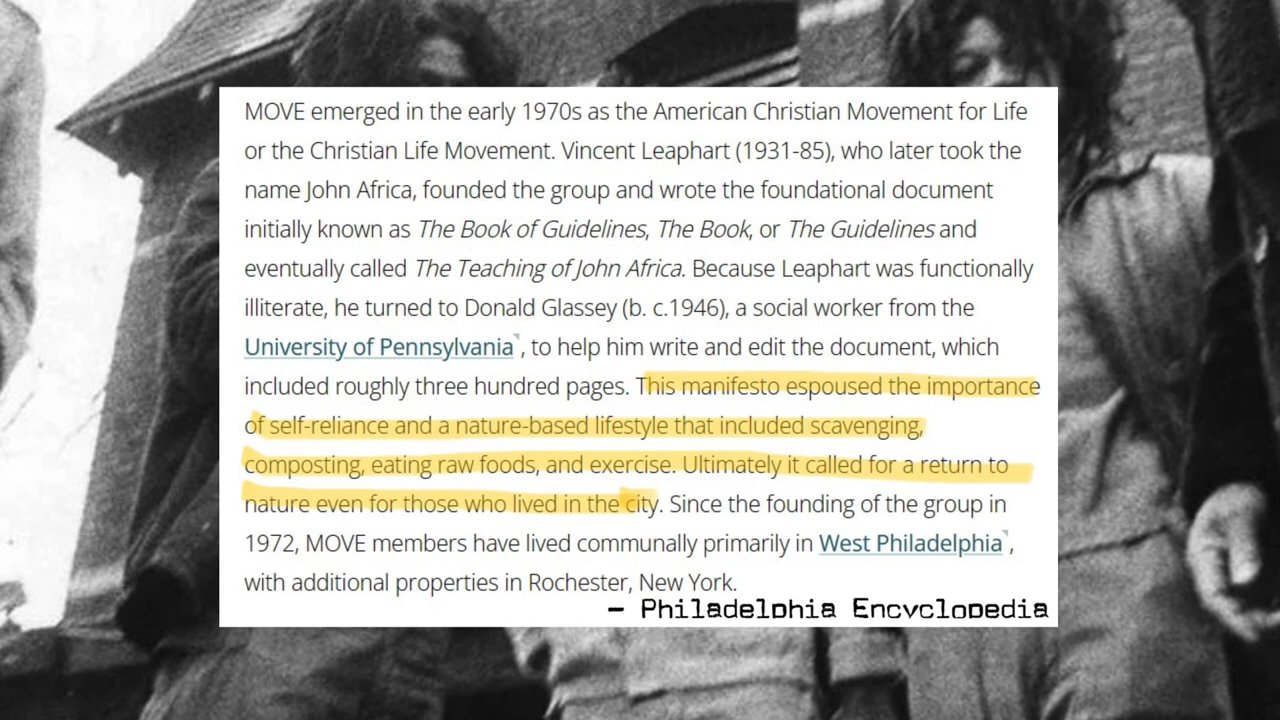 MOVE emerged in the early 1970s as the American Christian Movement for Life
or the Christian Life Movement. Vincent Leaphart (1931-85), who later took the
name John Africa, founded the group and wrote the foundational document
initially known as The Book of Guidelines, The Book, or The Guidelines and
eventually called The Teaching of John Africa. Because Leaphart was functionally
illiterate, he turned to Donald Glassey (b. c.1946), a social worker from the
University of Pennsylvania, to help him write and edit the document, which
included roughly three hundred pages. This manifesto espoused the importance
of self-reliance and a nature-based lifestyle that included scavenging,
composting, eating raw foods, and exercise. Ultimately it called for a return to
nature even for those who lived in the city. Since the founding of the group in
1972, MOVE members have lived communally primarily in West Philadelphia,
with additional properties in Rochester, New York.
– Philadelphia Encyclopedia